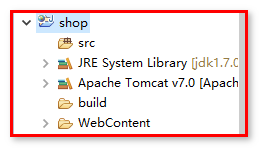 shop
src
JRE System Library [jdk1.7.0
Apache Tomcat v7.0 [Apach
build
WebContent